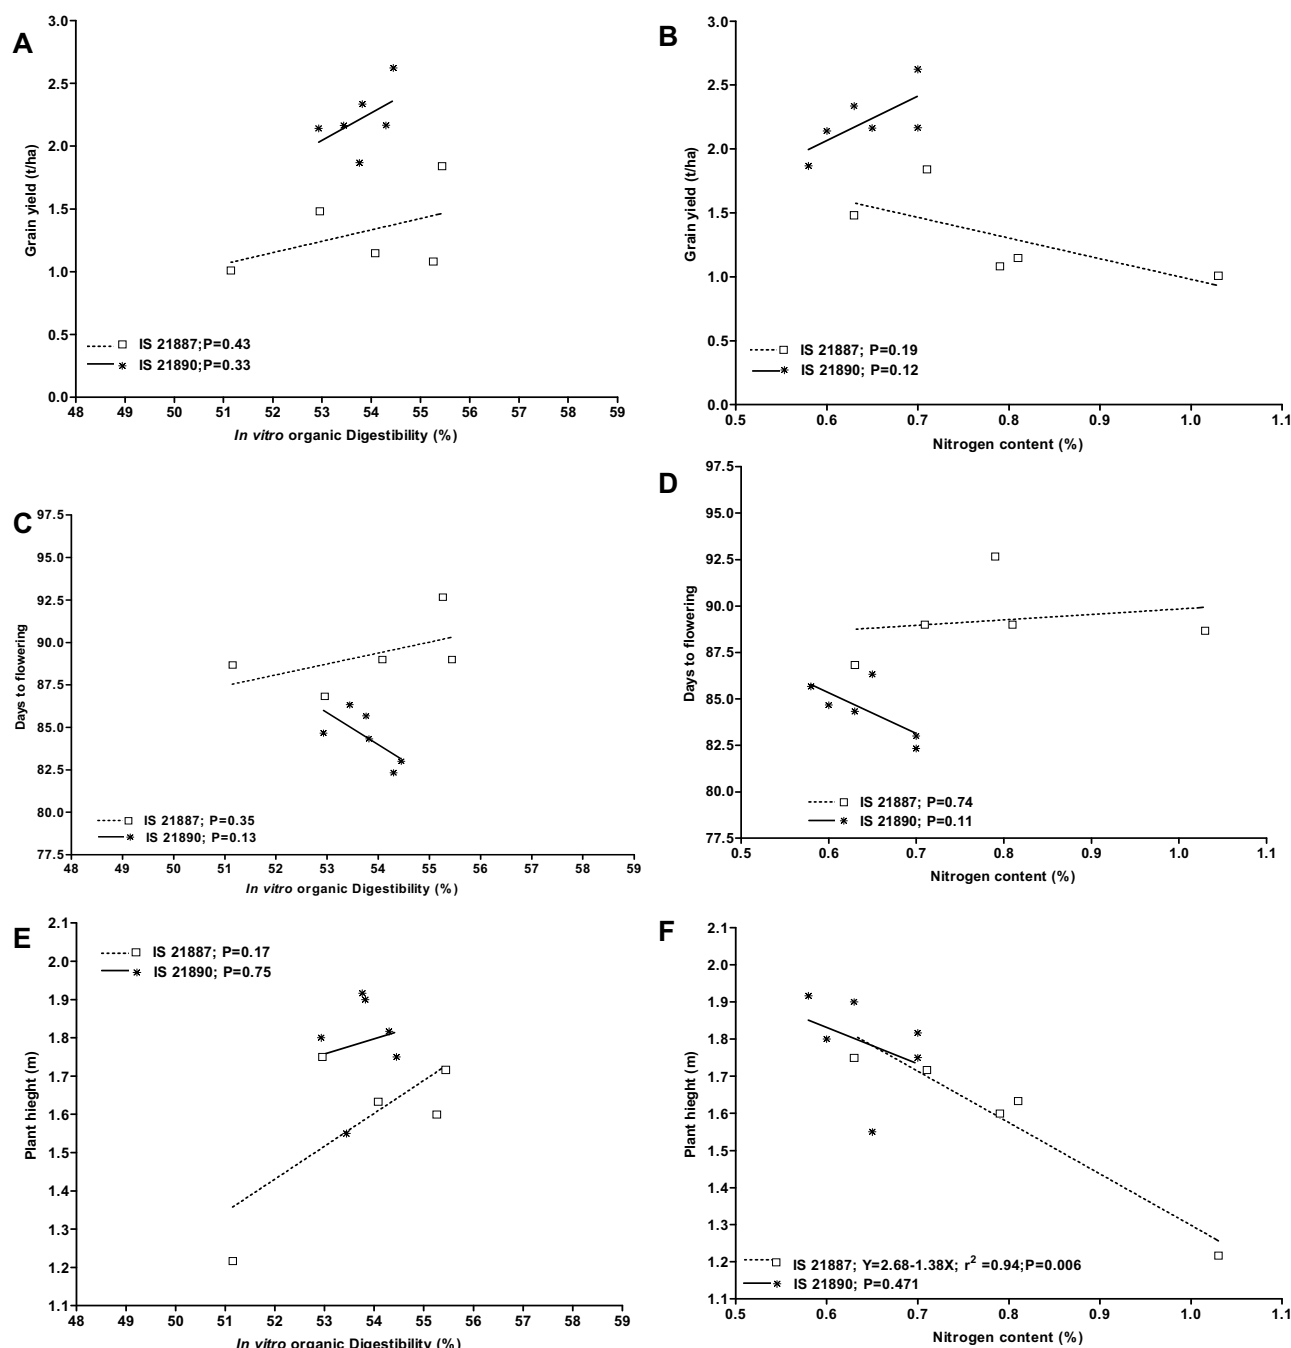 A
3.0
2.5
2.0
1.5
1.0
0.5
0.0
Grain yield (t/ha)
IS 21887;P=0.43
IS 21890;P=0.33
48 49 50 51 52 53 54 55 56 57 58 59
In vitro organic Digestibility (%)
B
3.0
2.5
2.0
1.5
1.0
0.5
0.0
Grain yield (t/ha)
IS 21887; P=0.19
IS 21890; P=0.12
0.5 0.6 0.7 0.8 0.9 1.0 1.1
Nitrogen content (%)
C
97.5
95.0
92.5
90.0
87.5
85.0
82.5
80.0
77.5
Days to flowering
IS 21887; P=0.35
IS 21890; P=0.13
48 49 50 51 52 53 54 55 56 57 58 59
In vitro organic Digestibility (%)
D
97.5
95.0
92.5
90.0
87.5
85.0
82.5
80.0
77.5
Days to flowering
IS 21887; P=0.74
IS 21890; P=0.11
0.5 0.6 0.7 0.8 0.9 1.0 1.1
Nitrogen content (%)
E
2.1
2.0
1.9
1.8
1.7
1.6
1.5
1.4
1.3
1.2
1.1
Plant hieght (m)
IS 21887; P=0.17
IS 21890; P=0.75
48 49 50 51 52 53 54 55 56 57 58 59
In vitro organic Digestibility (%)
F
2.1
2.0
1.9
1.8
1.7
1.6
1.5
1.4
1.3
1.2
1.1
Plant hieght (m)
IS 21887; Y=2.68-1.38X; r² =0.94;P=0.006
IS 21890; P=0.471
0.5 0.6 0.7 0.8 0.9 1.0 1.1
Nitrogen content (%)